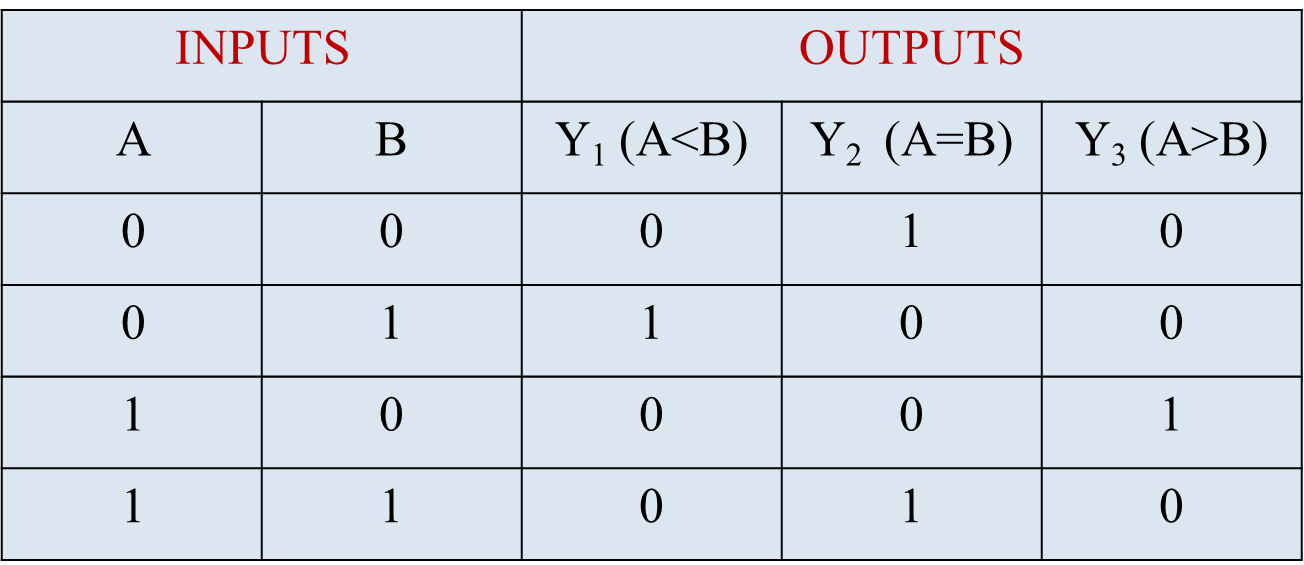 INPUTS OUTPUTS
A B Y₁ (A<B) Y₂ (A=B) Y₃ (A>B)
0 0 0 1 0
0 1 1 0 0
1 0 0 0 1
1 1 0 1 0